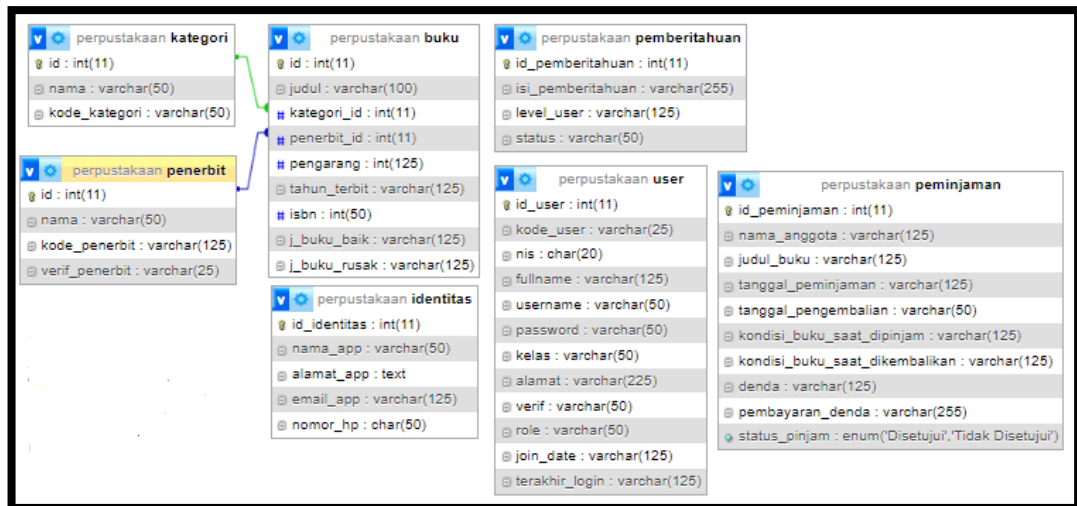 perpustakaan kategori
id : int(11)
nama : varchar(50)
kode_kategori : varchar(50)
perpustakaan buku
id : int(11)
judul : varchar(100)
kategori_id : int(11)
penerbit_id : int(11)
pengarang : int(125)
tahun_terbit : varchar(125)
isbn : int(50)
j_buku_baik : varchar(125)
j_buku_rusak : varchar(125)
perpustakaan pemberitahuan
id_pemberitahuan : int(11)
isi_pemberitahuan : varchar(255)
level_user : varchar(125)
status : varchar(50)
perpustakaan penerbit
id : int(11)
nama : varchar(50)
kode_penerbit : varchar(125)
verif_penerbit : varchar(25)
perpustakaan user
id_user : int(11)
kode_user : varchar(25)
nis : char(20)
fullname : varchar(125)
username : varchar(50)
password : varchar(50)
kelas : varchar(50)
alamat : varchar(225)
verif : varchar(50)
role : varchar(50)
join_date : varchar(125)
terakhir_login : varchar(125)
perpustakaan peminjaman
id_peminjaman : int(11)
nama_anggota : varchar(125)
judul_buku : varchar(125)
tanggal_peminjaman : varchar(125)
tanggal_pengembalian : varchar(50)
kondisi_buku_saat_dipinjam : varchar(125)
kondisi_buku_saat_dikembalikan : varchar(125)
denda : varchar(125)
pembayaran_denda : varchar(255)
status_pinjam : enum('Disetujui','Tidak Disetujui')
perpustakaan identitas
id_identitas : int(11)
nama_app : varchar(50)
alamat_app : text
email_app : varchar(125)
nomor_hp : char(50)